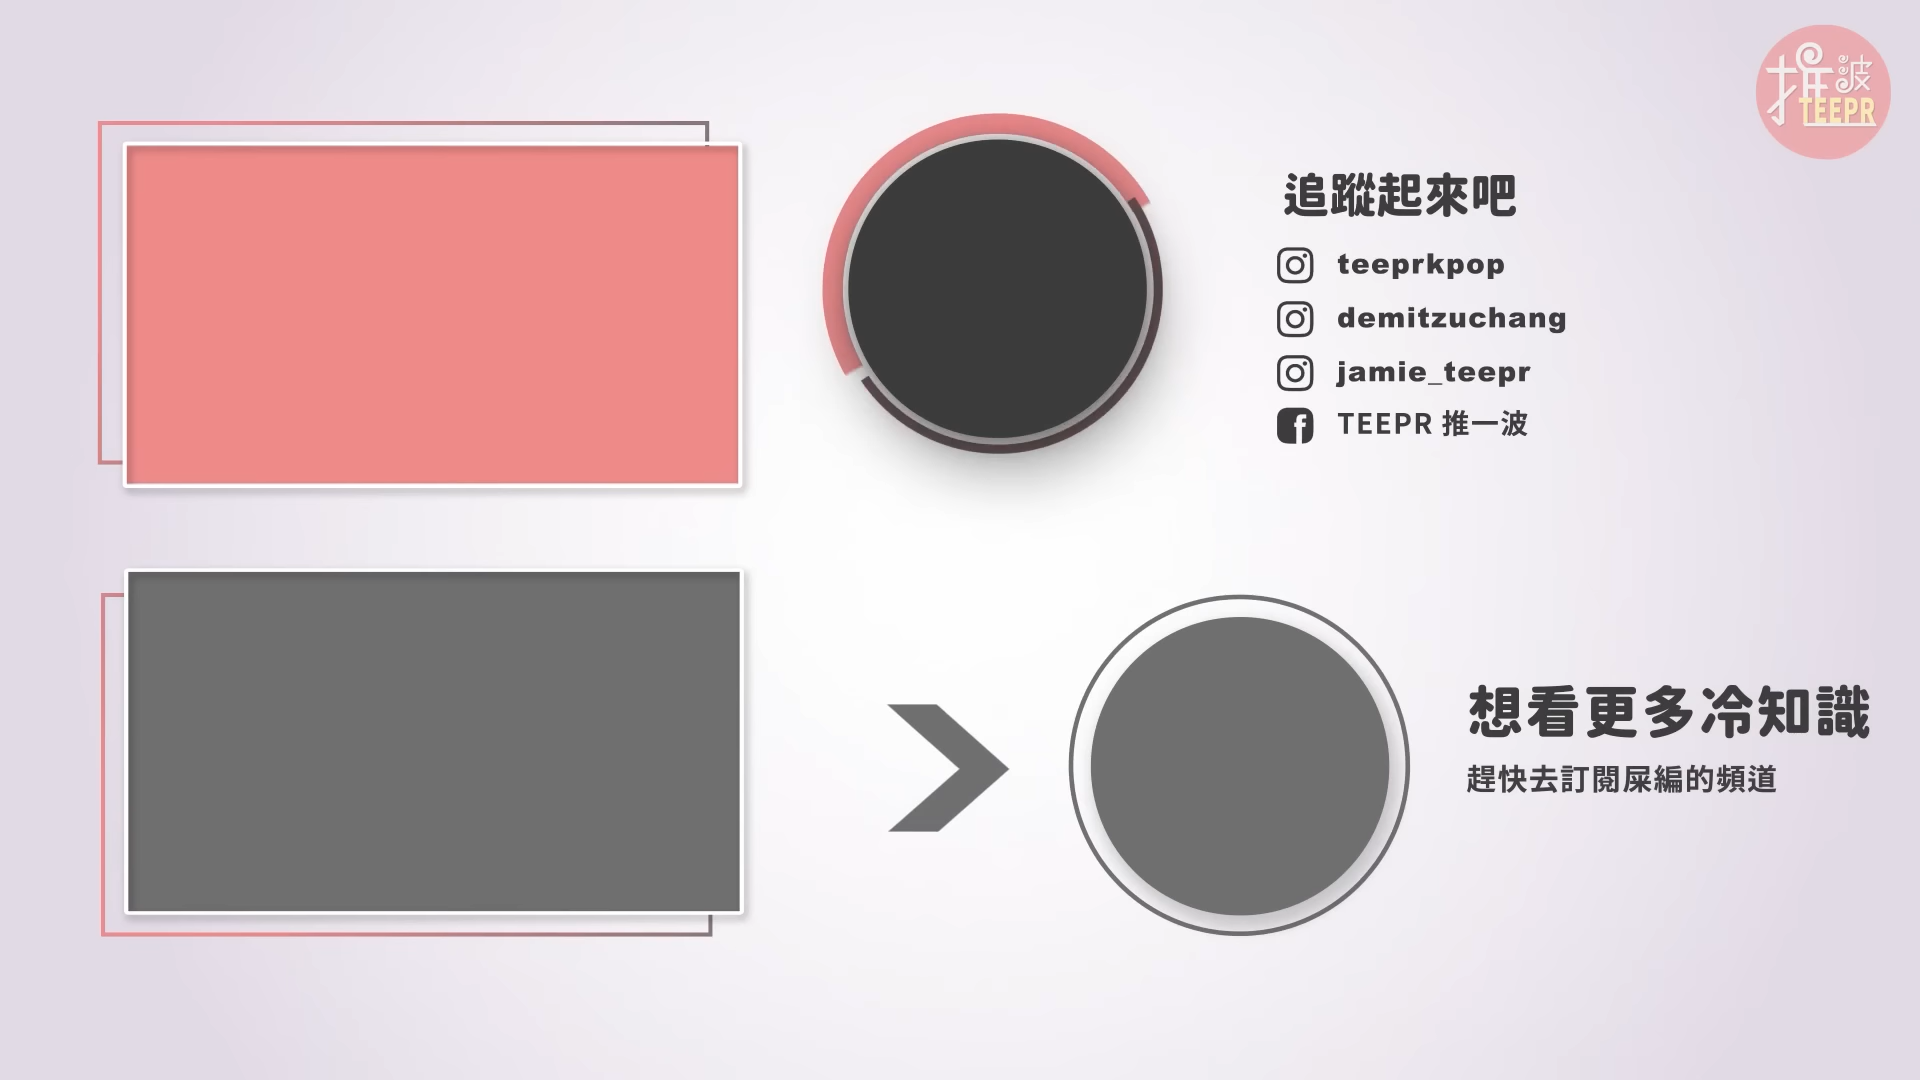 推波
TEEPR
追蹤起來吧
teeprkpop
demitzuchang
jamie_teepr
TEEPR 推一波
想看更多冷知識
趕快去訂閱屎編的頻道